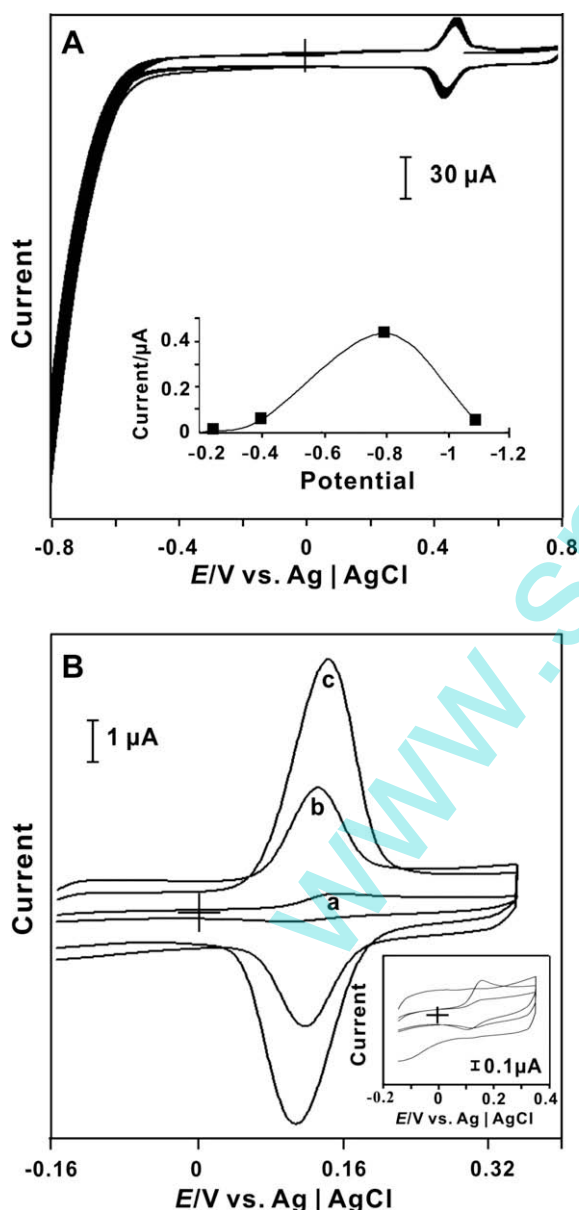 A
30 µA
Current
Current/µA
0.4
0.2
0
-0.2 -0.4 -0.6 -0.8 -1 -1.2
Potential
-0.8 -0.4 0 0.4 0.8
E/V vs. Ag | AgCl
B
1 µA
c
b
a
Current
Current
0.1µA
-0.2 0 0.2 0.4
E/V vs. Ag | AgCl
-0.16 0 0.16 0.32
E/V vs. Ag | AgCl